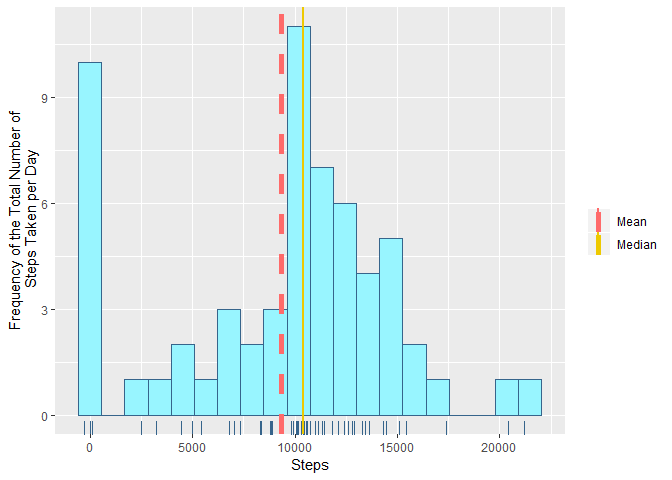 Frequency of the Total Number of
Steps Taken per Day
9
6
3
0
0
5000
10000
15000
20000
Steps
Mean
Median